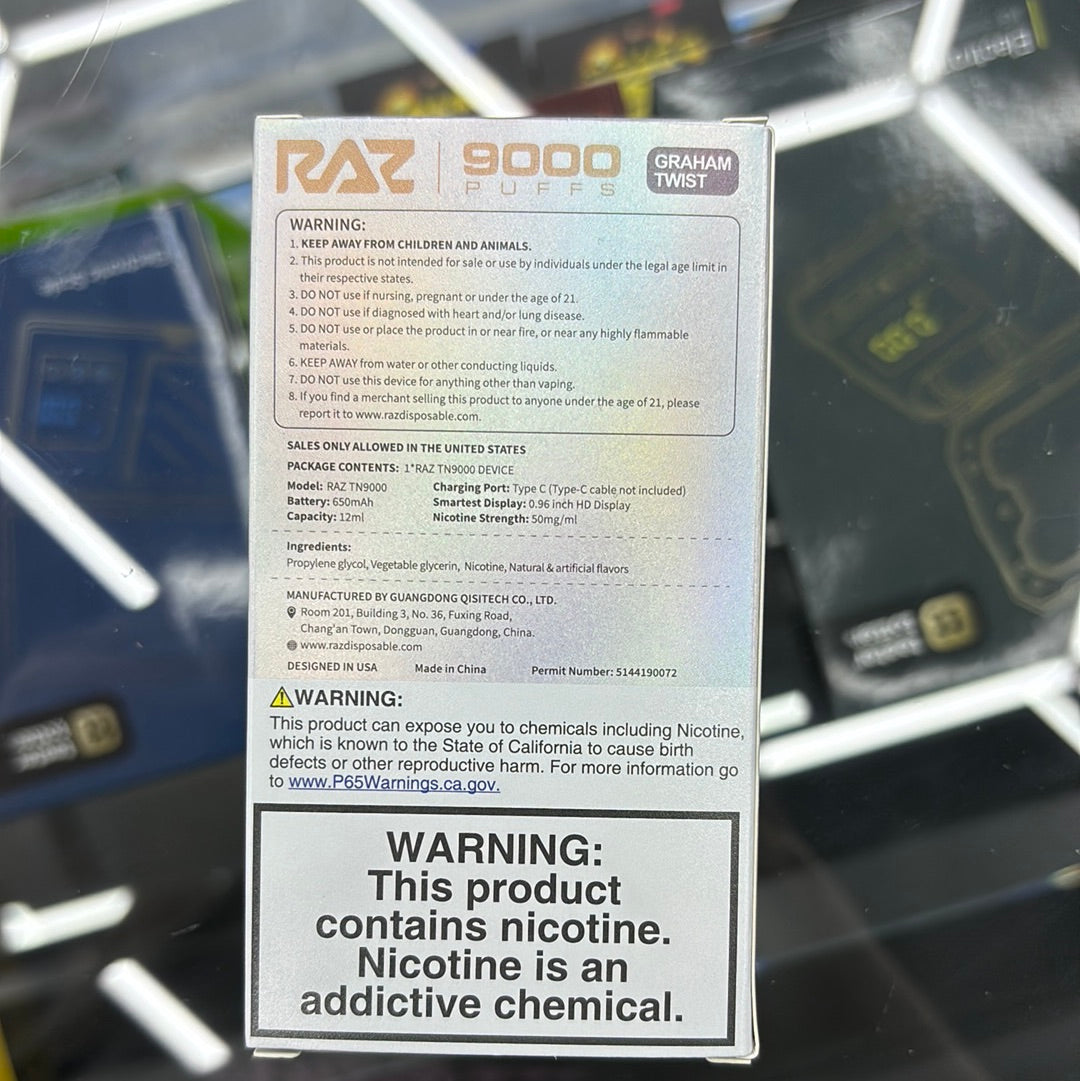 RAZ
9000
PUFFS
GRAHAM
TWIST
WARNING:
1. KEEP AWAY FROM CHILDREN AND ANIMALS.
2. This product is not intended for sale or use by individuals under the legal age limit in
their respective states.
3. DO NOT use if nursing, pregnant or under the age of 21.
4. DO NOT use if diagnosed with heart and/or lung disease.
5. DO NOT use or place the product in or near fire, or near any highly flammable
materials.
6. KEEP AWAY from water or other conducting liquids.
7. DO NOT use this device for anything other than vaping.
8. If you find a merchant selling this product to anyone under the age of 21, please
report it to www.razdisposable.com.
SALES ONLY ALLOWED IN THE UNITED STATES
PACKAGE CONTENTS: 1*RAZ TN9000 DEVICE
Model: RAZ TN9000 Charging Port: Type C (Type-C cable not included)
Battery: 650mAh Smartest Display: 0.96 inch HD Display
Capacity: 12ml Nicotine Strength: 50mg/ml
Ingredients:
Propylene glycol, Vegetable glycerin, Nicotine, Natural & artificial flavors
MANUFACTURED BY GUANGDONG QISITECH CO., LTD.
Room 201, Building 3, No. 36, Fuxing Road,
Chang'an Town, Dongguan, Guangdong, China.
www.razdisposable.com
DESIGNED IN USA Made in China Permit Number: 5144190072
WARNING:
This product can expose you to chemicals including Nicotine,
which is known to the State of California to cause birth
defects or other reproductive harm. For more information go
to www.P65Warnings.ca.gov.
WARNING:
This product
contains nicotine.
Nicotine is an
addictive chemical.